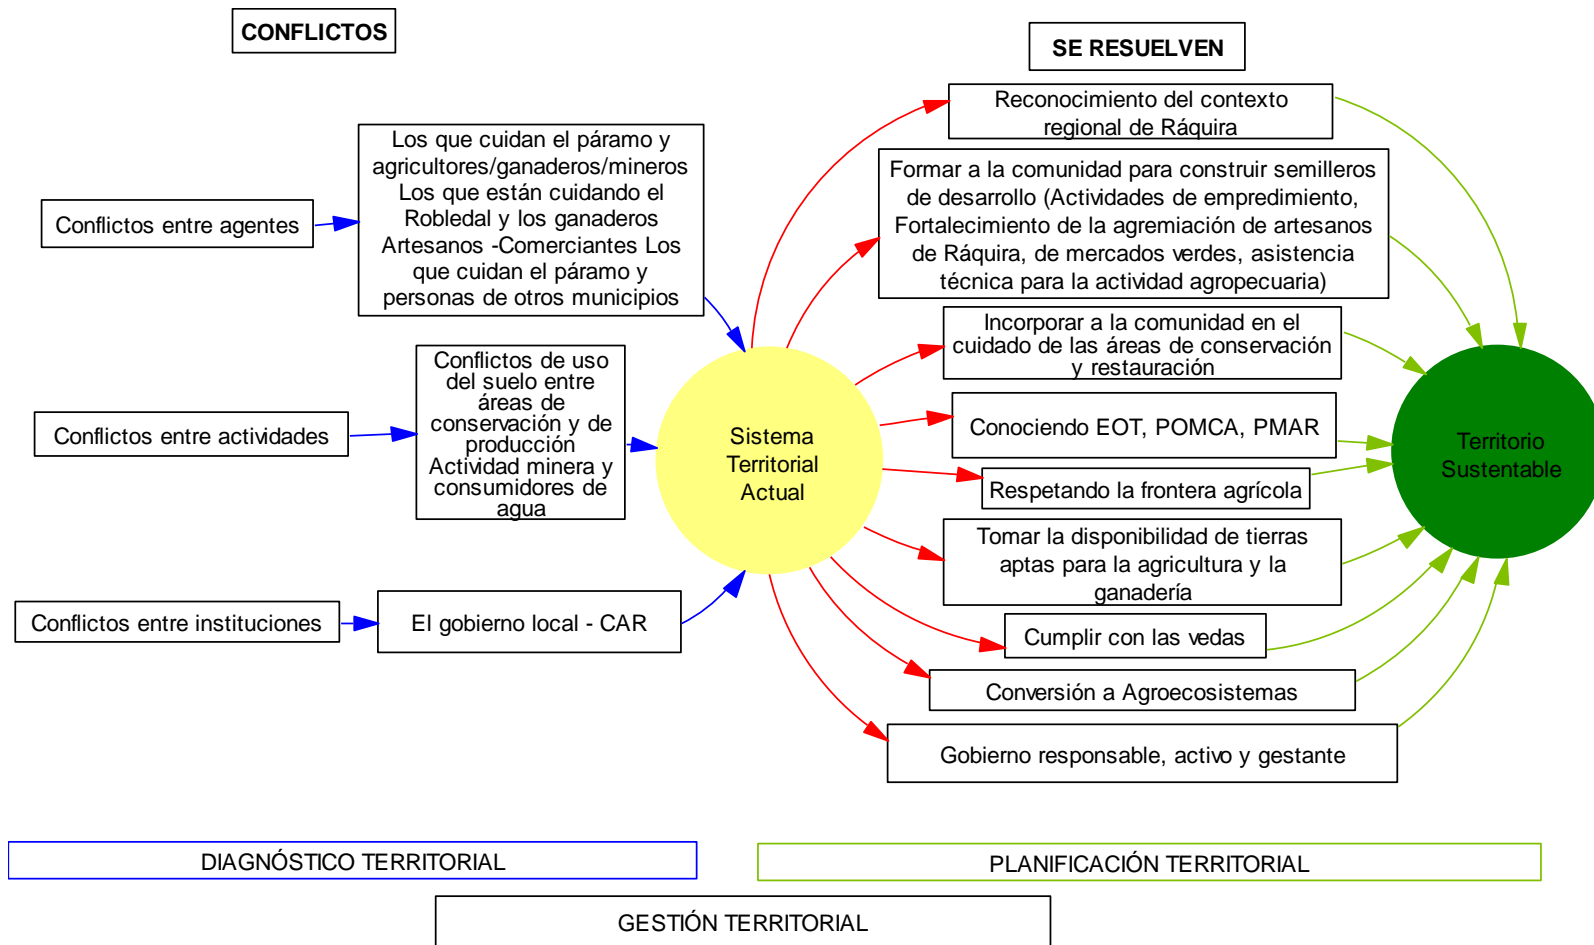 CONFLICTOS
SE RESUELVEN
Conflictos entre agentes
Los que cuidan el páramo y
agricultores/ganaderos/mineros
Los que están cuidando el
Robledal y los ganaderos
Artesanos -Comerciantes Los
que cuidan el páramo y
personas de otros municipios
Conflictos entre actividades
Conflictos de uso
del suelo entre
áreas de
conservación y de
producción
Actividad minera y
consumidores de
agua
Conflictos entre instituciones
El gobierno local - CAR
Sistema
Territorial
Actual
Reconocimiento del contexto
regional de Ráquira
Formar a la comunidad para construir semilleros
de desarrollo (Actividades de empredimiento,
Fortalecimiento de la agremiación de artesanos
de Ráquira, de mercados verdes, asistencia
técnica para la actividad agropecuaria)
Incorporar a la comunidad en el
cuidado de las áreas de conservación
y restauración
Conociendo EOT, POMCA, PMAR
Respetando la frontera agrícola
Tomar la disponibilidad de tierras
aptas para la agricultura y la
ganadería
Cumplir con las vedas
Conversión a Agroecosistemas
Gobierno responsable, activo y gestante
Territorio
Sustentable
DIAGNÓSTICO TERRITORIAL
PLANIFICACIÓN TERRITORIAL
GESTIÓN TERRITORIAL